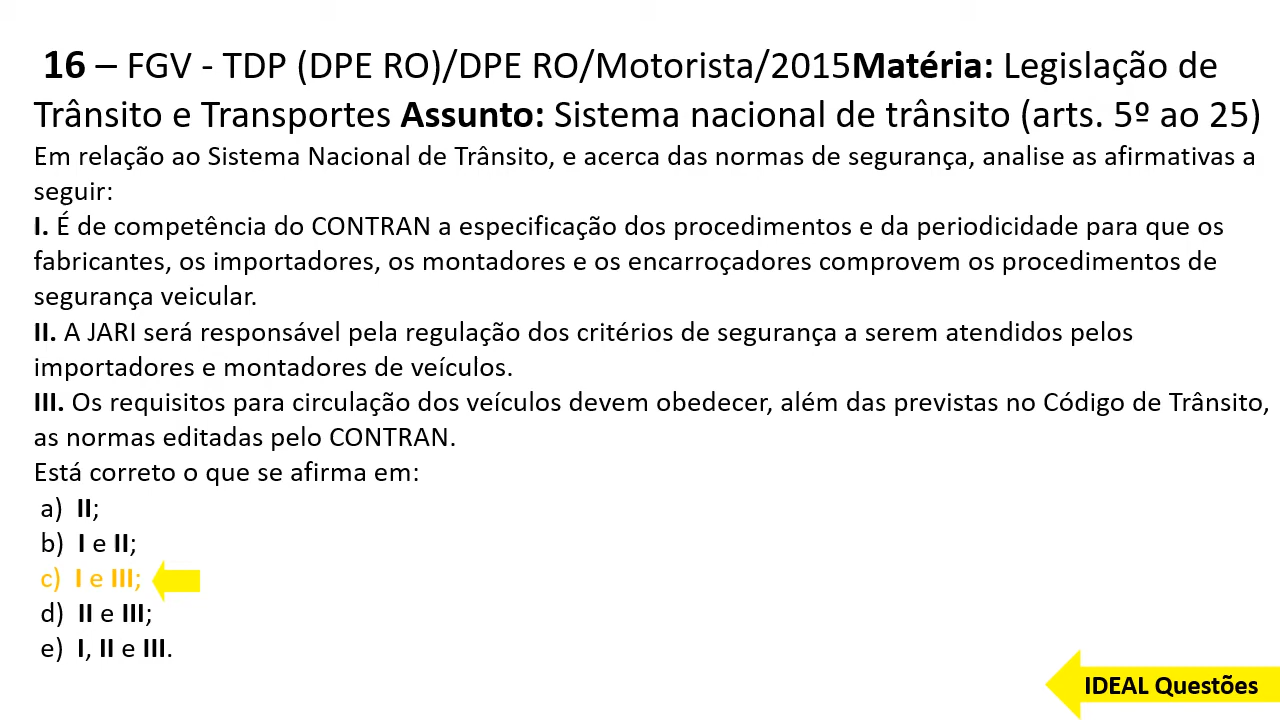 16 – FGV - TDP (DPE RO)/DPE RO/Motorista/2015Matéria: Legislação de
Trânsito e Transportes Assunto: Sistema nacional de trânsito (arts. 5º ao 25)
Em relação ao Sistema Nacional de Trânsito, e acerca das normas de segurança, analise as afirmativas a
seguir:
I. É de competência do CONTRAN a especificação dos procedimentos e da periodicidade para que os
fabricantes, os importadores, os montadores e os encarroçadores comprovem os procedimentos de
segurança veicular.
II. A JARI será responsável pela regulação dos critérios de segurança a serem atendidos pelos
importadores e montadores de veículos.
III. Os requisitos para circulação dos veículos devem obedecer, além das previstas no Código de Trânsito,
as normas editadas pelo CONTRAN.
Está correto o que se afirma em:
a) II;
b) I e II;
c) I e III;
d) II e III;
e) I, II e III.
IDEAL Questões